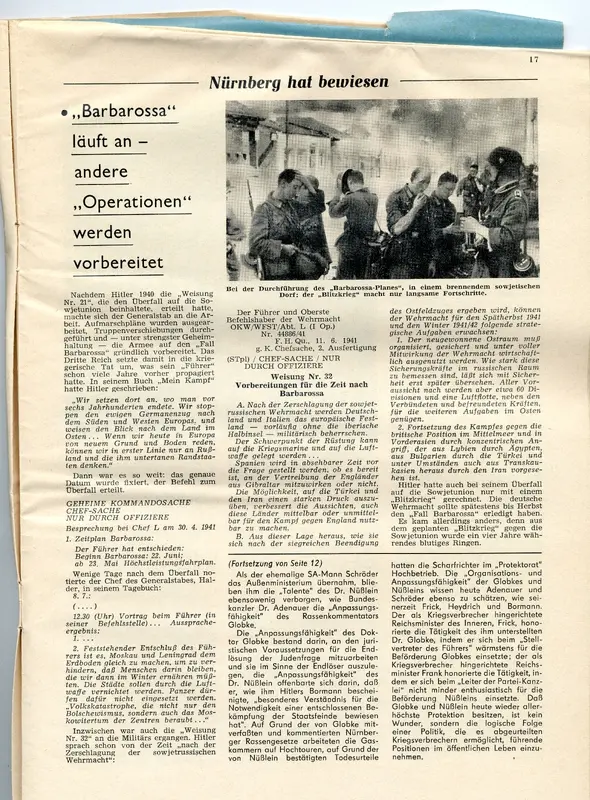 17
Nürnberg hat bewiesen
• „Barbarossa“
läuft an –
andere
„Operationen“
werden
vorbereitet
Bei der Durchführung des „Barbarossa-Planes“, in einem brennendem sowjetischen
Dorf: der „Blitzkrieg“ macht nur langsame Fortschritte.
Nachdem Hitler 1940 die „Weisung
Nr. 21“, die den Überfall auf die So-
wjetunion beinhaltete, erteilt hatte,
machte sich der Generalstab an die Ar-
beit. Aufmarschpläne wurden ausgear-
beitet, Truppenverschiebungen durch-
geführt und — unter strengster Geheim-
haltung — die Armee auf den „Fall
Barbarossa“ gründlich vorbereitet. Das
Dritte Reich setzte damit in die krie-
gerische Tat um, was sein „Führer“
schon viele Jahre vorher propagiert
hatte. In seinem Buch „Mein Kampf“
hatte Hitler geschrieben:
„Wir setzen dort an, wo man vor
sechs Jahrhunderten endete. Wir stop-
pen den ewigen Germanenzug nach
dem Süden und Westen Europas, und
weisen den Blick nach dem Land im
Osten... Wenn wir heute in Europa
von neuem Grund und Boden reden,
können wir in erster Linie nur an Ruß-
land und die ihm untertanen Randstaa-
ten denken.“
Dann war es so weit: das genaue
Datum wurde fixiert, der Befehl zum
Überfall erteilt.
GEHEIME KOMMANDOSACHE
CHEF-SACHE
NUR DURCH OFFIZIERE
Besprechung bei Chef L am 30. 4. 1941
1. Zeitplan Barbarossa:
Der Führer hat entschieden:
Beginn Barbarossa: 22. Juni;
ab 23. Mai Höchstleistungsfahrplan.
Wenige Tage nach dem Überfall no-
tierte der Chef des Generalstabes, Hal-
der, in seinem Tagebuch:
8. 7.:
(....)
12.30 (Uhr) Vortrag beim Führer (in
seiner Befehlsstelle)... Aussprache-
ergebnis:
1. ...
2. Feststehender Entschluß des Füh-
rers ist es, Moskau und Leningrad dem
Erdboden gleich zu machen, um zu ver-
hindern, daß Menschen darin bleiben,
die wir dann im Winter ernähren müß-
ten. Die Städte sollen durch die Luft-
waffe vernichtet werden. Panzer dür-
fen dafür nicht eingesetzt werden.
„Volkskatastrophe, die nicht nur den
Bolschewismus, sondern auch das Mos-
kowitertum der Zentren beraubt...“
Inzwischen war auch die „Weisung
Nr. 32“ an die Militärs ergangen. Hitler
sprach schon von der Zeit „nach der
Zerschlagung der sowjetrussischen
Wehrmacht“:
Der Führer und Oberste
Befehlshaber der Wehrmacht
OKW/WFST/Abt. L (I Op.)
Nr. 44886/41
F. H. Qu., 11. 6. 1941
g. K. Chefsache, 2. Ausfertigung
(STpl) / CHEF-SACHE / NUR
DURCH OFFIZIERE
Weisung Nr. 32
Vorbereitungen für die Zeit nach
Barbarossa
A. Nach der Zerschlagung der sowjet-
russischen Wehrmacht werden Deutsch-
land und Italien das europäische Fest-
land — vorläufig ohne die iberische
Halbinsel — militärisch beherrschen ...
Der Schwerpunkt der Rüstung kann
auf die Kriegsmarine und auf die Luft-
waffe gelegt werden...
Spanien wird in absehbarer Zeit vor
die Frage gestellt werden, ob es bereit
ist, an der Vertreibung der Engländer
aus Gibraltar mitzuwirken oder nicht.
Die Möglichkeit, auf die Türkei und
den Iran einen starken Druck auszu-
üben, verbessert die Aussichten, auch
diese Länder mittelbar oder unmittel-
bar für den Kampf gegen England nutz-
bar zu machen.
B. Aus dieser Lage heraus, wie sie
sich nach der siegreichen Beendigung
des Ostfeldzuges ergeben wird, können
der Wehrmacht für den Spätherbst 1941
und den Winter 1941/42 folgende strate-
gische Aufgaben erwachsen:
1. Der neugewonnene Ostraum muß
organisiert, gesichert und unter voller
Mitwirkung der Wehrmacht wirtschaft-
lich ausgenutzt werden. Wie stark diese
Sicherungskräfte im russischen Raum
zu bemessen sind, läßt sich mit Sicher-
heit erst später übersehen. Aller Vor-
aussicht nach werden aber etwa 60 Di-
visionen und eine Luftflotte, neben den
Verbündeten und befreundeten Kräften,
für die weiteren Aufgaben im Osten
genügen.
2. Fortsetzung des Kampfes gegen die
britische Position im Mittelmeer und in
Vorderasien durch konzentrischen An-
griff, der aus Libyen durch Ägypten,
aus Bulgarien durch die Türkei und
unter Umständen auch aus Transkau-
kasien heraus durch den Iran vorgese-
hen ist.
Hitler hatte auch bei seinem Überfall
auf die Sowjetunion nur mit einem
„Blitzkrieg“ gerechnet. Die deutsche
Wehrmacht sollte spätestens bis Herbst
den „Fall Barbarossa“ erledigt haben.
Es kam allerdings anders, denn aus
dem geplanten „Blitzkrieg“ gegen die
Sowjetunion wurde ein vier Jahre wäh-
rendes blutiges Ringen.
(Fortsetzung von Seite 12)
Als der ehemalige SA-Mann Schröder
das Außenministerium übernahm, blie-
ben ihm die „Talente“ des Dr. Nüßlein
ebensowenig verborgen, wie Bundes-
kanzler Dr. Adenauer die „Anpassungs-
fähigkeit“ des Rassenkommentators
Globke.
Die „Anpassungsfähigkeit“ des Dok-
tor Globke bestand darin, an den juri-
stischen Voraussetzungen für die End-
lösung der Judenfrage mitzuarbeiten
und sie im Sinne der Endlöser auszule-
gen, die „Anpassungsfähigkeit“ des
Dr. Nüßlein offenbarte sich darin, daß
er, wie ihm Hitlers Bormann beschei-
nigte, „besonderes Verständnis für die
Notwendigkeit einer entschlossenen Be-
kämpfung der Staatsfeinde bewiesen
hat“. Auf Grund der von Globke mit-
verfaßten und kommentierten Nürnber-
ger Rassengesetze arbeiteten die Gas-
kammern auf Hochtouren, auf Grund der
von Nüßlein bestätigten Todesurteile
hatten die Scharfrichter im „Protektorat“
Hochbetrieb. Die „Organisations- und
Anpassungsfähigkeit“ der Globkes und
Nüßleins wissen heute Adenauer und
Schröder ebenso zu schätzen, wie sei-
nerzeit Frick, Heydrich und Bormann.
Der als Kriegsverbrecher hingerichtete
Reichsminister des Inneren, Frick, hono-
rierte die Tätigkeit des ihm unterstellten
Dr. Globke, indem er sich beim „Stell-
vertreter des Führers“ wärmstens für die
Beförderung Globkes einsetzte; der als
Kriegsverbrecher hingerichtete Reichs-
minister Frank honorierte die Tätigkeit, in-
dem er sich beim „Leiter der Partei-Kanz-
lei“ nicht minder enthusiastisch für die
Beförderung Nüßleins einsetzte. Daß
Globke und Nüßlein heute wieder aller-
höchste Protektion besitzen, ist kein
Wunder, sondern die logische Folge
einer Politik, die es abgeurteilten
Kriegsverbrechern ermöglicht, führende
Positionen im öffentlichen Leben einzu-
nehmen.